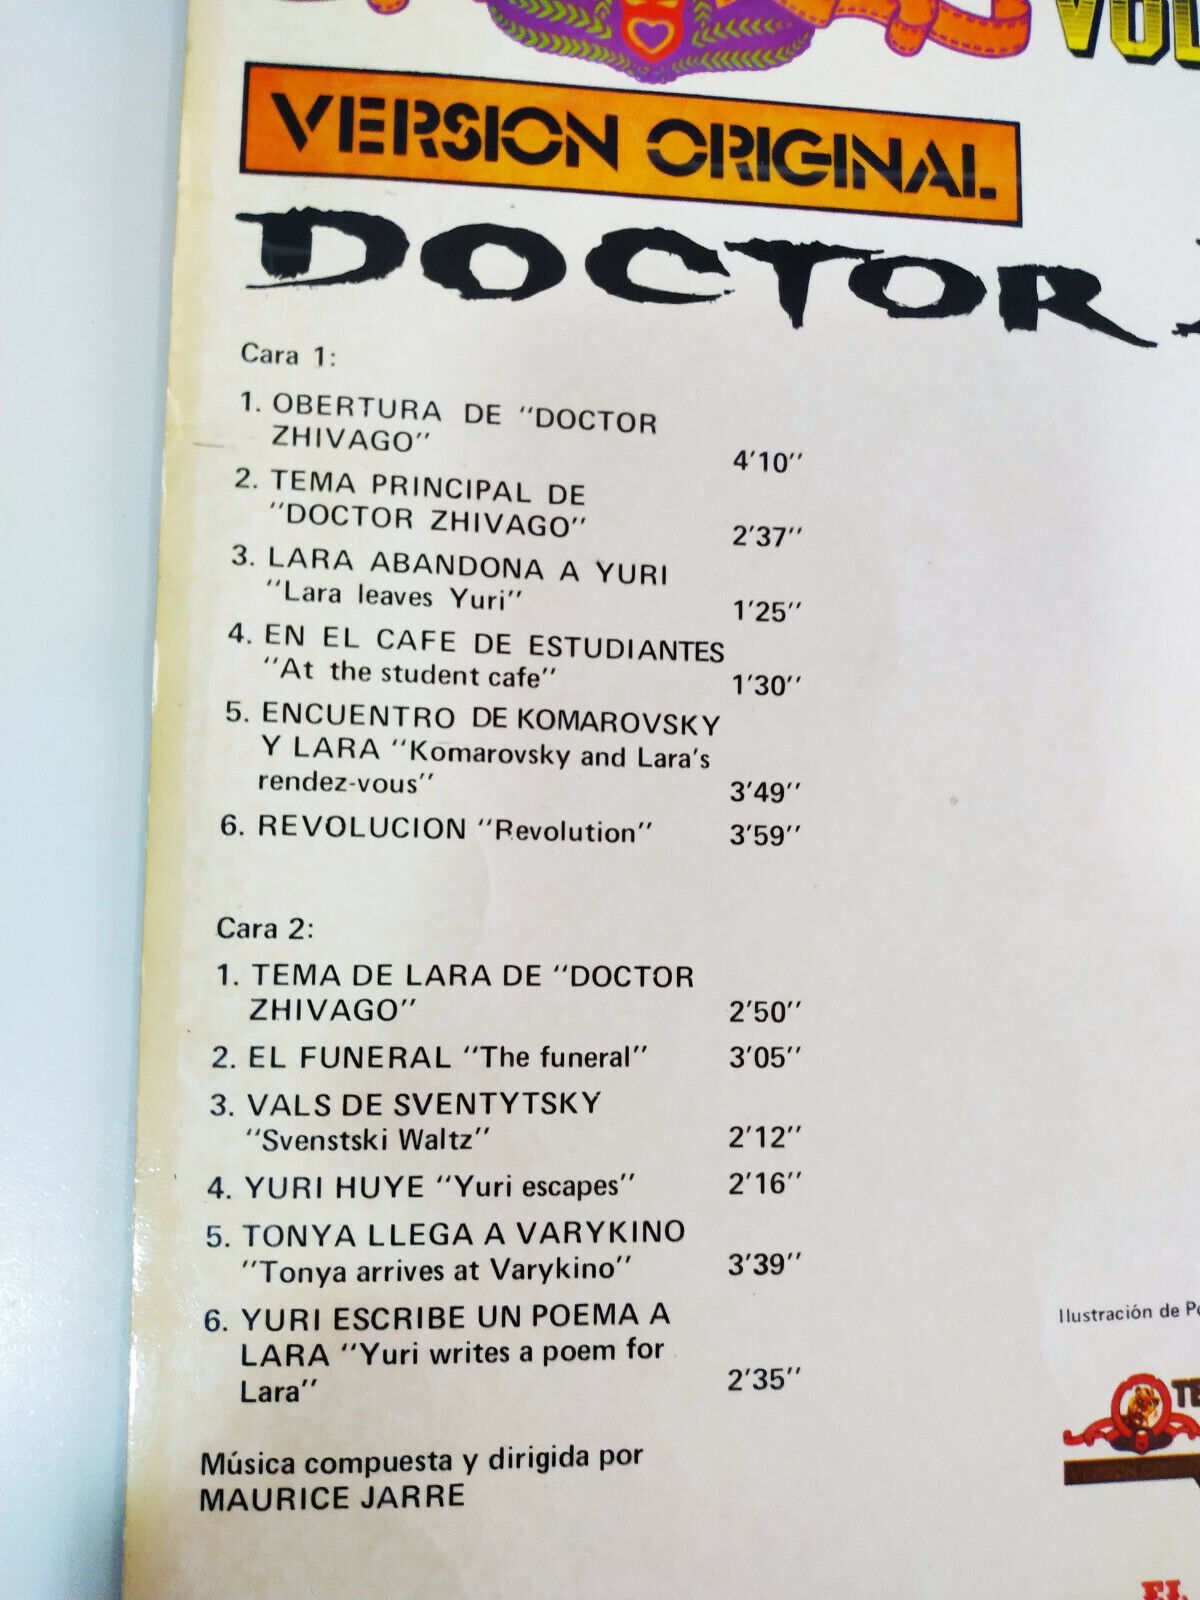 VERSION ORIGINAL
DOCTOR
Cara 1:
1. OBERTURA DE "DOCTOR
ZHIVAGO" 4'10''
2. TEMA PRINCIPAL DE
"DOCTOR ZHIVAGO" 2'37''
3. LARA ABANDONA A YURI
"Lara leaves Yuri" 1'25''
4. EN EL CAFE DE ESTUDIANTES
"At the student cafe" 1'30''
5. ENCUENTRO DE KOMAROVSKY
Y LARA "Komarovsky and Lara's
rendez-vous" 3'49''
6. REVOLUCION "Revolution" 3'59''
Cara 2:
1. TEMA DE LARA DE "DOCTOR
ZHIVAGO" 2'50''
2. EL FUNERAL "The funeral" 3'05''
3. VALS DE SVENTYTSKY
"Svenstski Waltz" 2'12''
4. YURI HUYE "Yuri escapes" 2'16''
5. TONYA LLEGA A VARYKINO
"Tonya arrives at Varykino" 3'39''
6. YURI ESCRIBE UN POEMA A
LARA "Yuri writes a poem for
Lara" 2'35''
Ilustración de
Música compuesta y dirigida por
MAURICE JARRE
EL